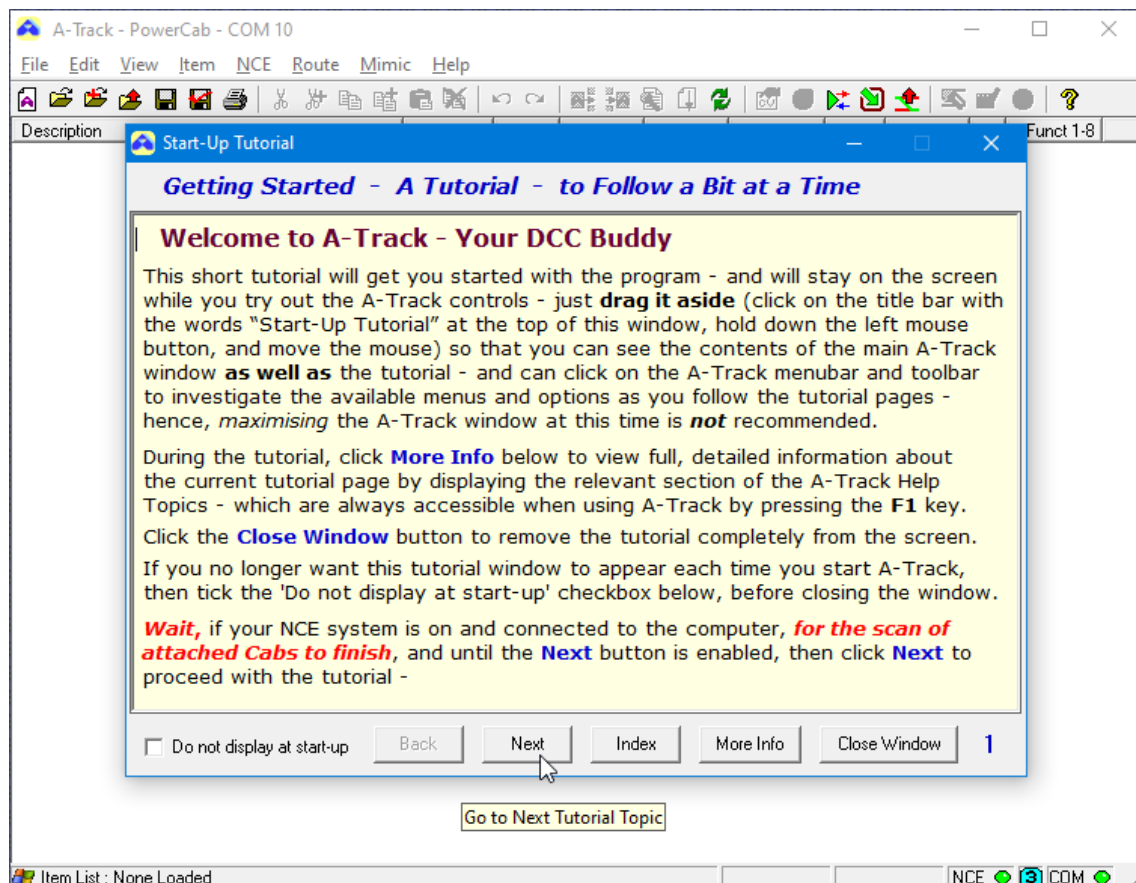 A-Track - PowerCab - COM 10
File Edit View Item NCE Route Mimic Help
Description Funct 1-8
Start-Up Tutorial
Getting Started - A Tutorial - to Follow a Bit at a Time
Welcome to A-Track - Your DCC Buddy
This short tutorial will get you started with the program - and will stay on the screen
while you try out the A-Track controls - just drag it aside (click on the title bar with
the words “Start-Up Tutorial” at the top of this window, hold down the left mouse
button, and move the mouse) so that you can see the contents of the main A-Track
window as well as the tutorial - and can click on the A-Track menubar and toolbar
to investigate the available menus and options as you follow the tutorial pages -
hence, maximising the A-Track window at this time is not recommended.
During the tutorial, click More Info below to view full, detailed information about
the current tutorial page by displaying the relevant section of the A-Track Help
Topics - which are always accessible when using A-Track by pressing the F1 key.
Click the Close Window button to remove the tutorial completely from the screen.
If you no longer want this tutorial window to appear each time you start A-Track,
then tick the 'Do not display at start-up' checkbox below, before closing the window.
Wait, if your NCE system is on and connected to the computer, for the scan of
attached Cabs to finish, and until the Next button is enabled, then click Next to
proceed with the tutorial -
Do not display at start-up Back Next Index More Info Close Window 1
Go to Next Tutorial Topic
Item List : None Loaded NCE 3 COM